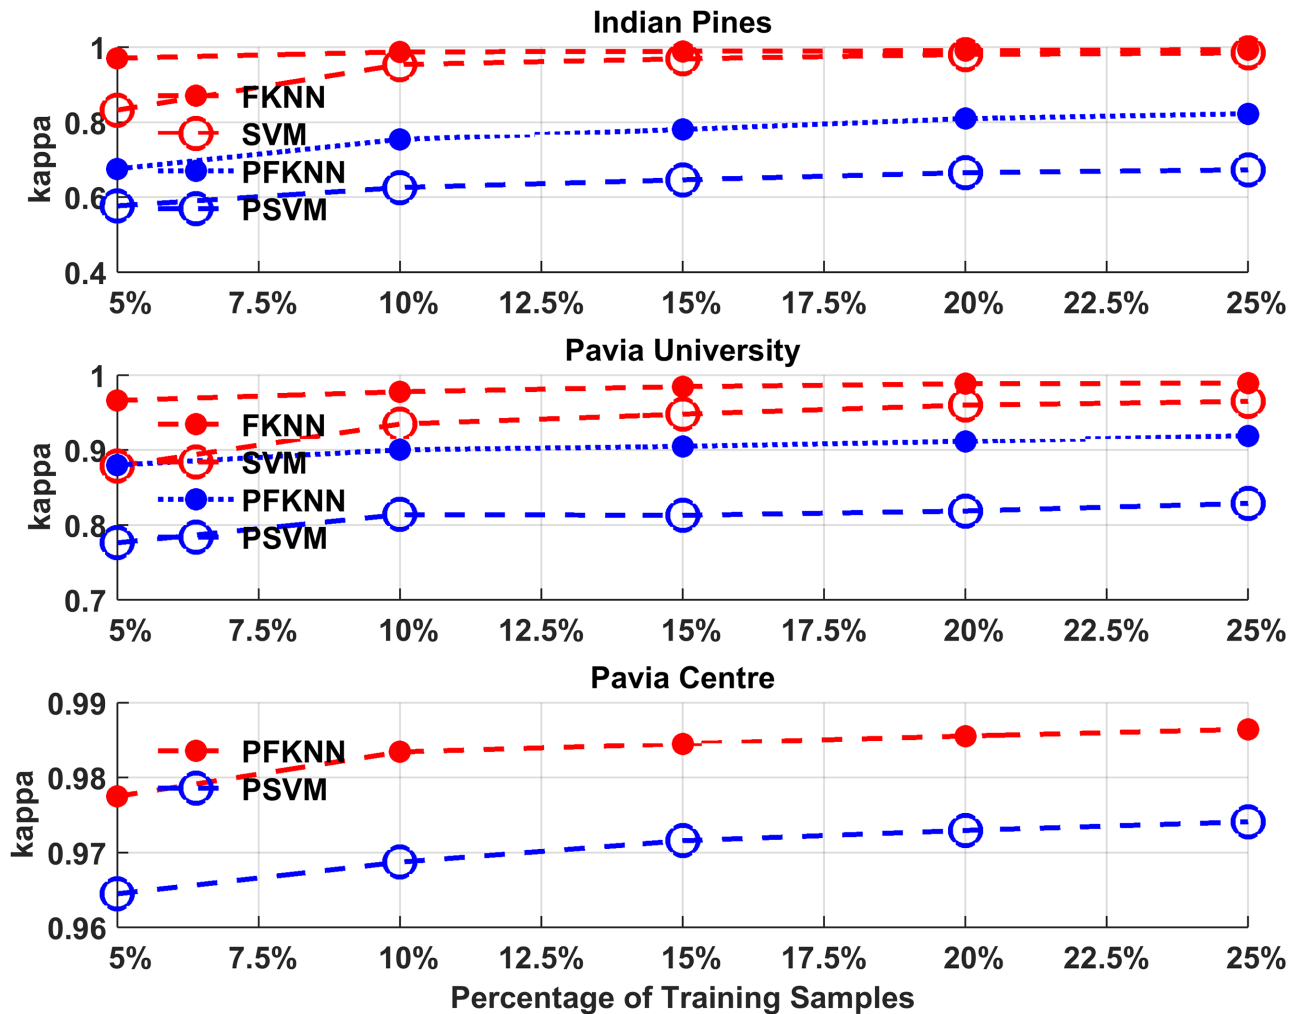 Indian Pines
1
0.8
0.6
0.4
kappa
FKNN
SVM
PFKNN
PSVM
5% 7.5% 10% 12.5% 15% 17.5% 20% 22.5% 25%
Pavia University
1
0.9
0.8
0.7
kappa
FKNN
SVM
PFKNN
PSVM
5% 7.5% 10% 12.5% 15% 17.5% 20% 22.5% 25%
Pavia Centre
0.99
0.98
0.97
0.96
kappa
PFKNN
PSVM
5% 7.5% 10% 12.5% 15% 17.5% 20% 22.5% 25%
Percentage of Training Samples